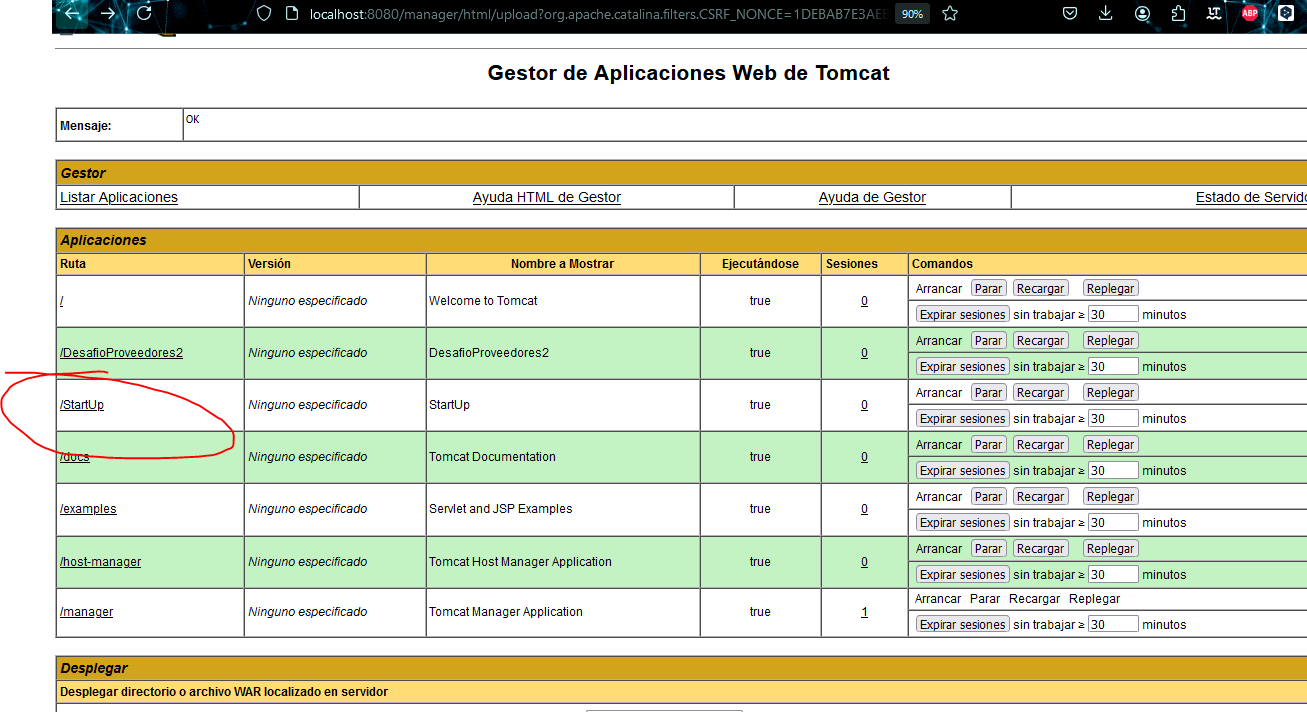 localhost:8080/manager/html/upload?org.apache.catalina.filters.CSRF_NONCE=1DEBAB7E3AE 90% ABP
Gestor de Aplicaciones Web de Tomcat
Mensaje: OK
Gestor
Listar Aplicaciones Ayuda HTML de Gestor Ayuda de Gestor Estado de Servido
Aplicaciones
Ruta Versión Nombre a Mostrar Ejecutándose Sesiones Comandos
/ Ninguno especificado Welcome to Tomcat true 0 Arrancar Parar Recargar Replegar
Expirar sesiones sin trabajar ≥ 30 minutos
/DesafioProveedores2 Ninguno especificado DesafioProveedores2 true 0 Arrancar Parar Recargar Replegar
Expirar sesiones sin trabajar ≥ 30 minutos
/StartUp Ninguno especificado StartUp true 0 Arrancar Parar Recargar Replegar
Expirar sesiones sin trabajar ≥ 30 minutos
/docs Ninguno especificado Tomcat Documentation true 0 Arrancar Parar Recargar Replegar
Expirar sesiones sin trabajar ≥ 30 minutos
/examples Ninguno especificado Servlet and JSP Examples true 0 Arrancar Parar Recargar Replegar
Expirar sesiones sin trabajar ≥ 30 minutos
/host-manager Ninguno especificado Tomcat Host Manager Application true 0 Arrancar Parar Recargar Replegar
Expirar sesiones sin trabajar ≥ 30 minutos
/manager Ninguno especificado Tomcat Manager Application true 1 Arrancar Parar Recargar Replegar
Expirar sesiones sin trabajar ≥ 30 minutos
Desplegar
Desplegar directorio o archivo WAR localizado en servidor